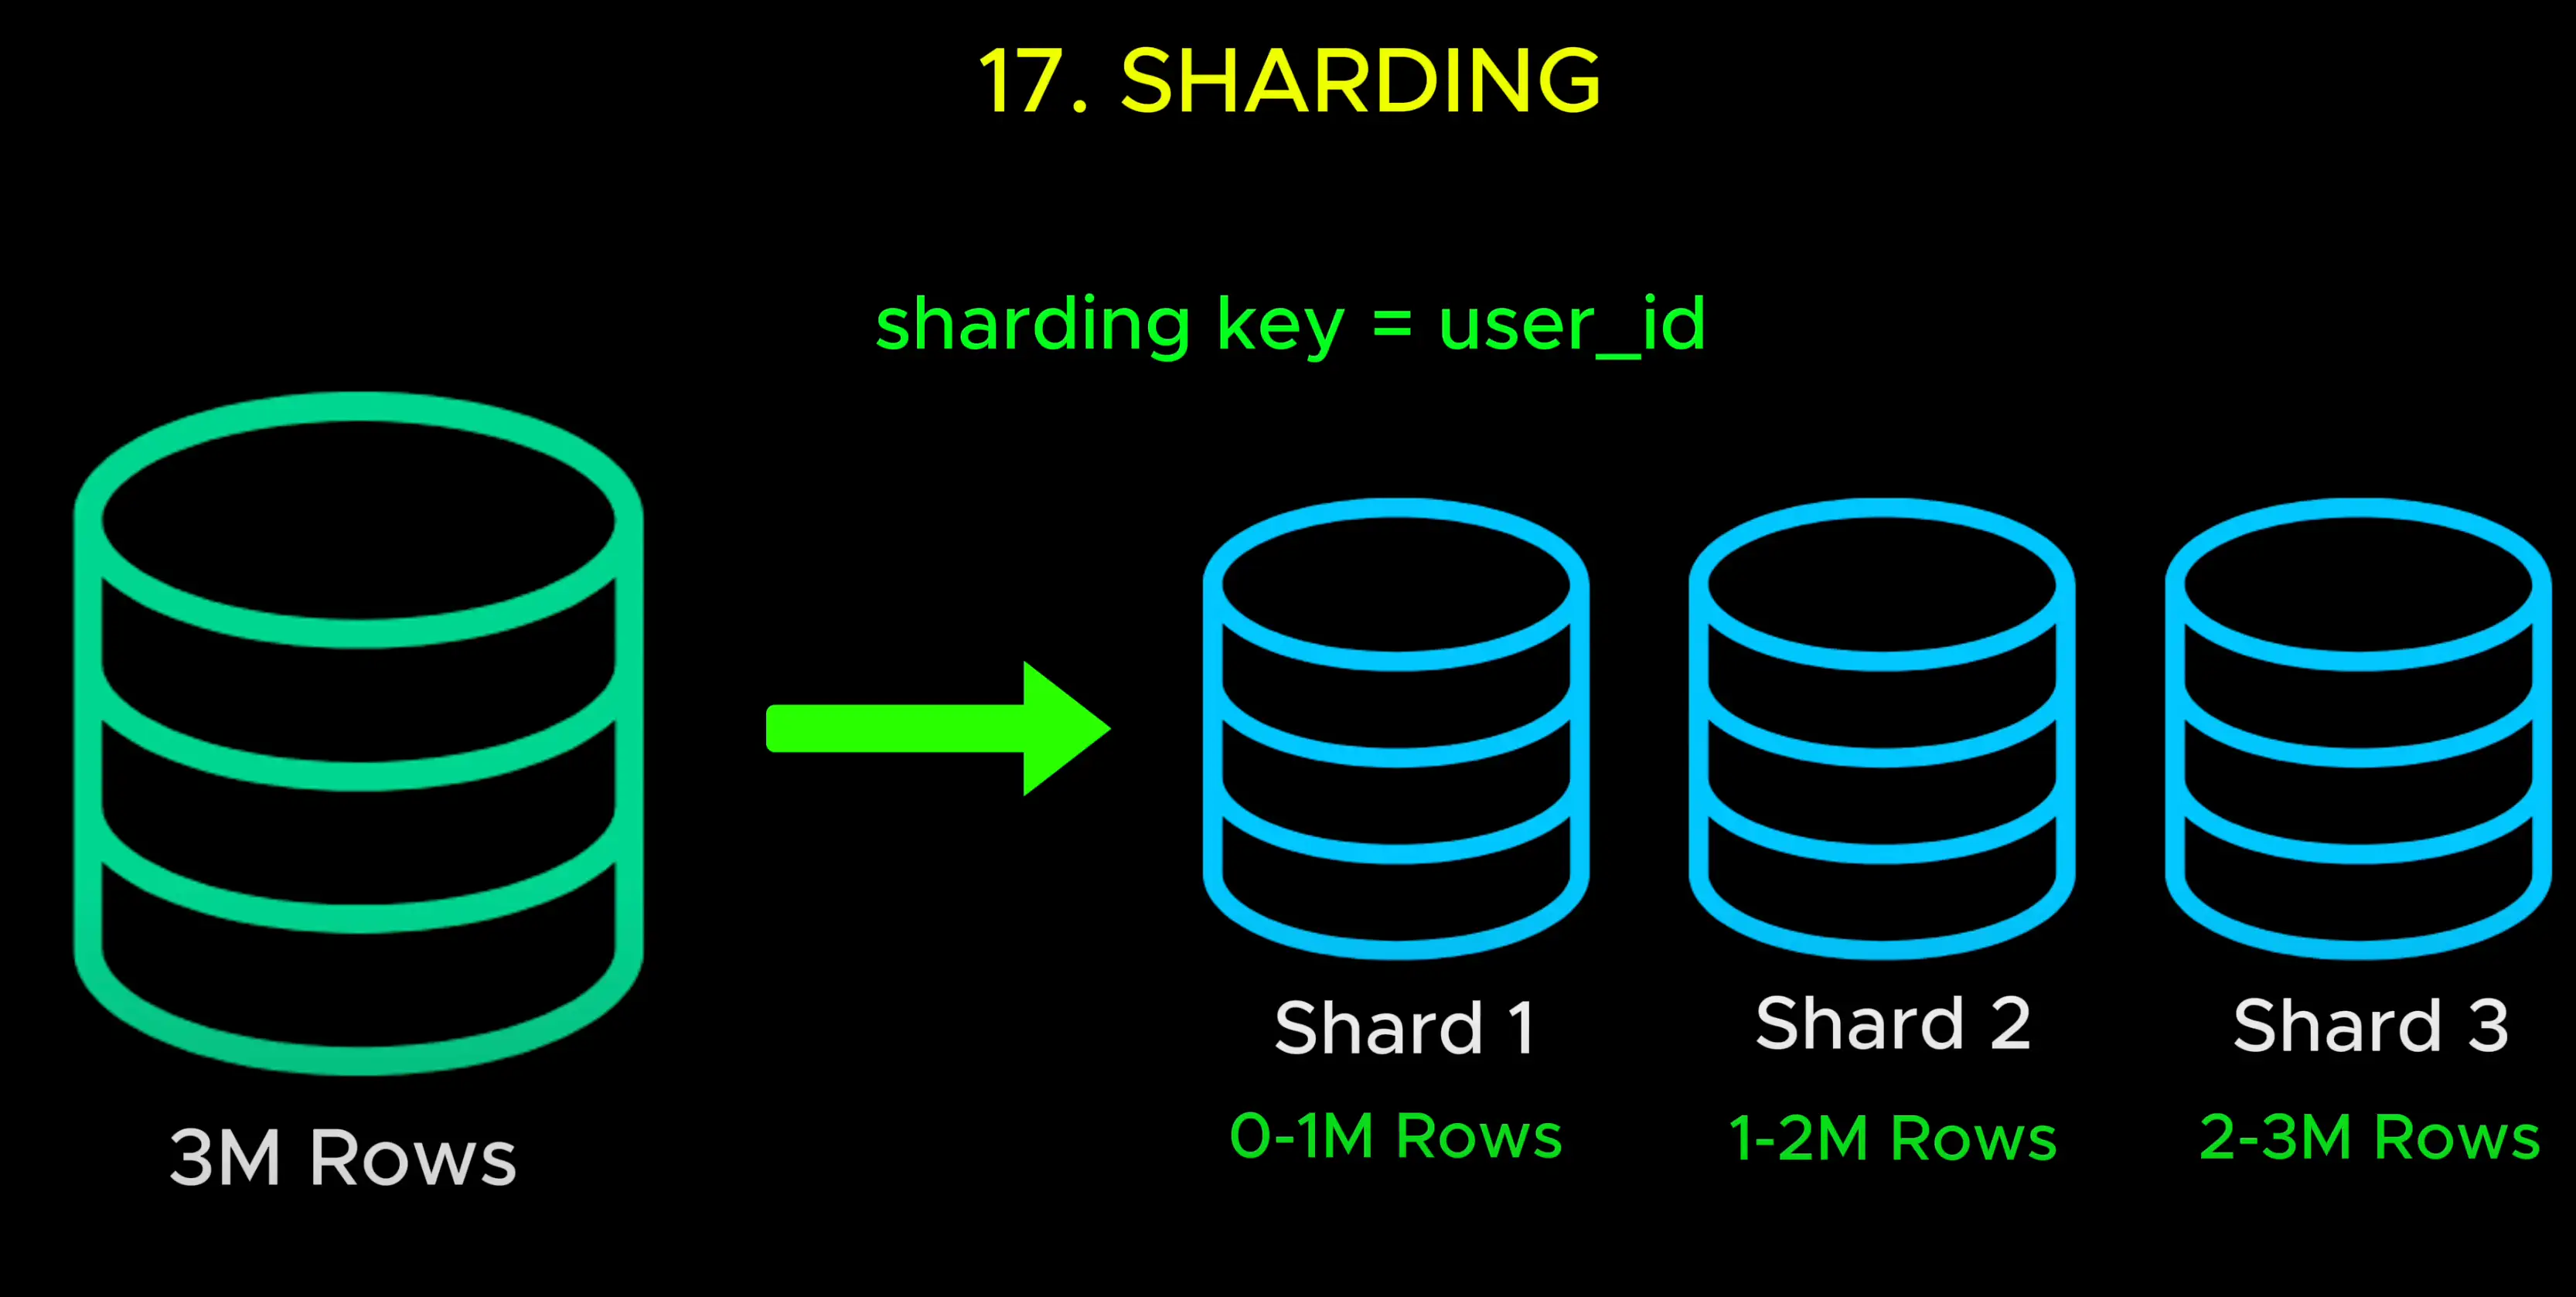 17. SHARDING
sharding key = user_id
3M Rows
Shard 1
Shard 2
Shard 3
0-1M Rows
1-2M Rows
2-3M Rows